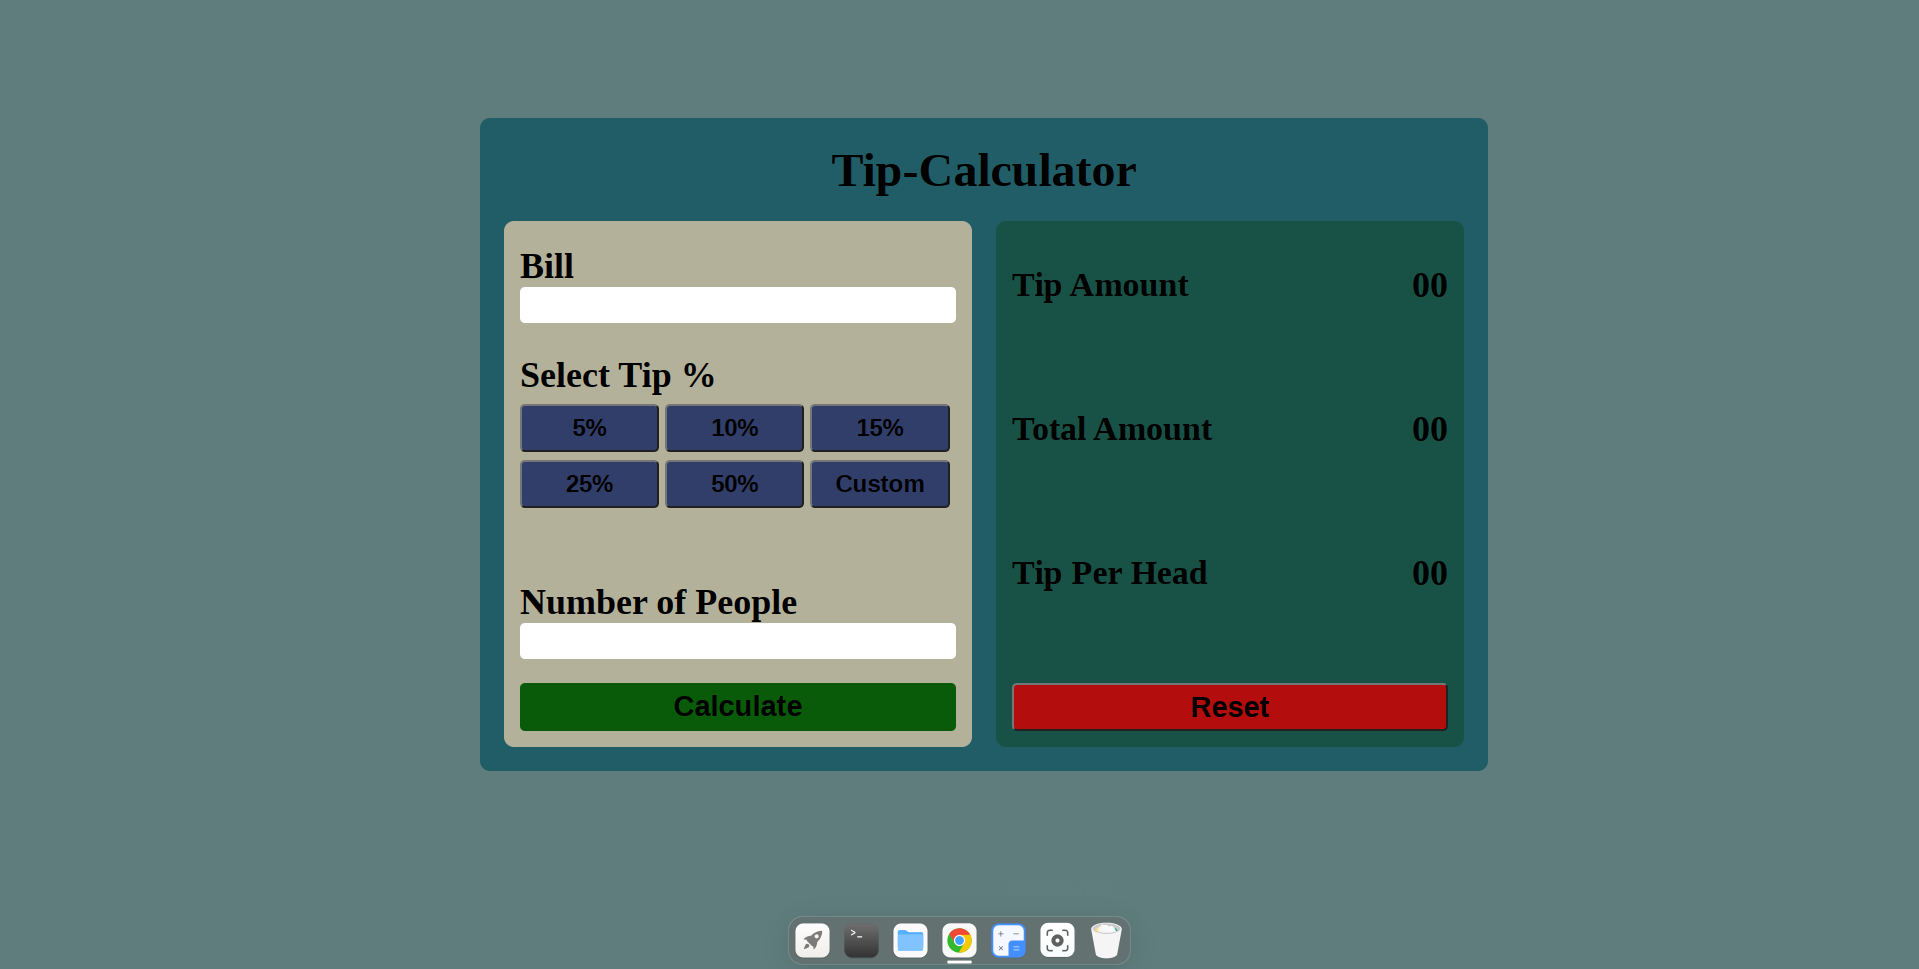 Tip-Calculator
Bill
Select Tip %
5% 10% 15%
25% 50% Custom
Number of People
Calculate
Tip Amount 00
Total Amount 00
Tip Per Head 00
Reset